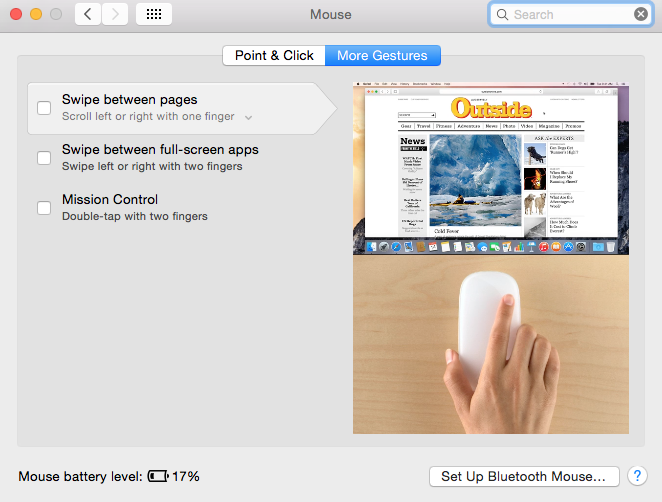 Mouse
Search
Point & Click
More Gestures
Swipe between pages
Scroll left or right with one finger
Swipe between full-screen apps
Swipe left or right with two fingers
Mission Control
Double-tap with two fingers
Outside
Gear Travel Fitness Adventure News Photo Video Magazine Promos
News
ASK the EXPERTS
Cold Fever
Mouse battery level: 17%
Set Up Bluetooth Mouse...
?